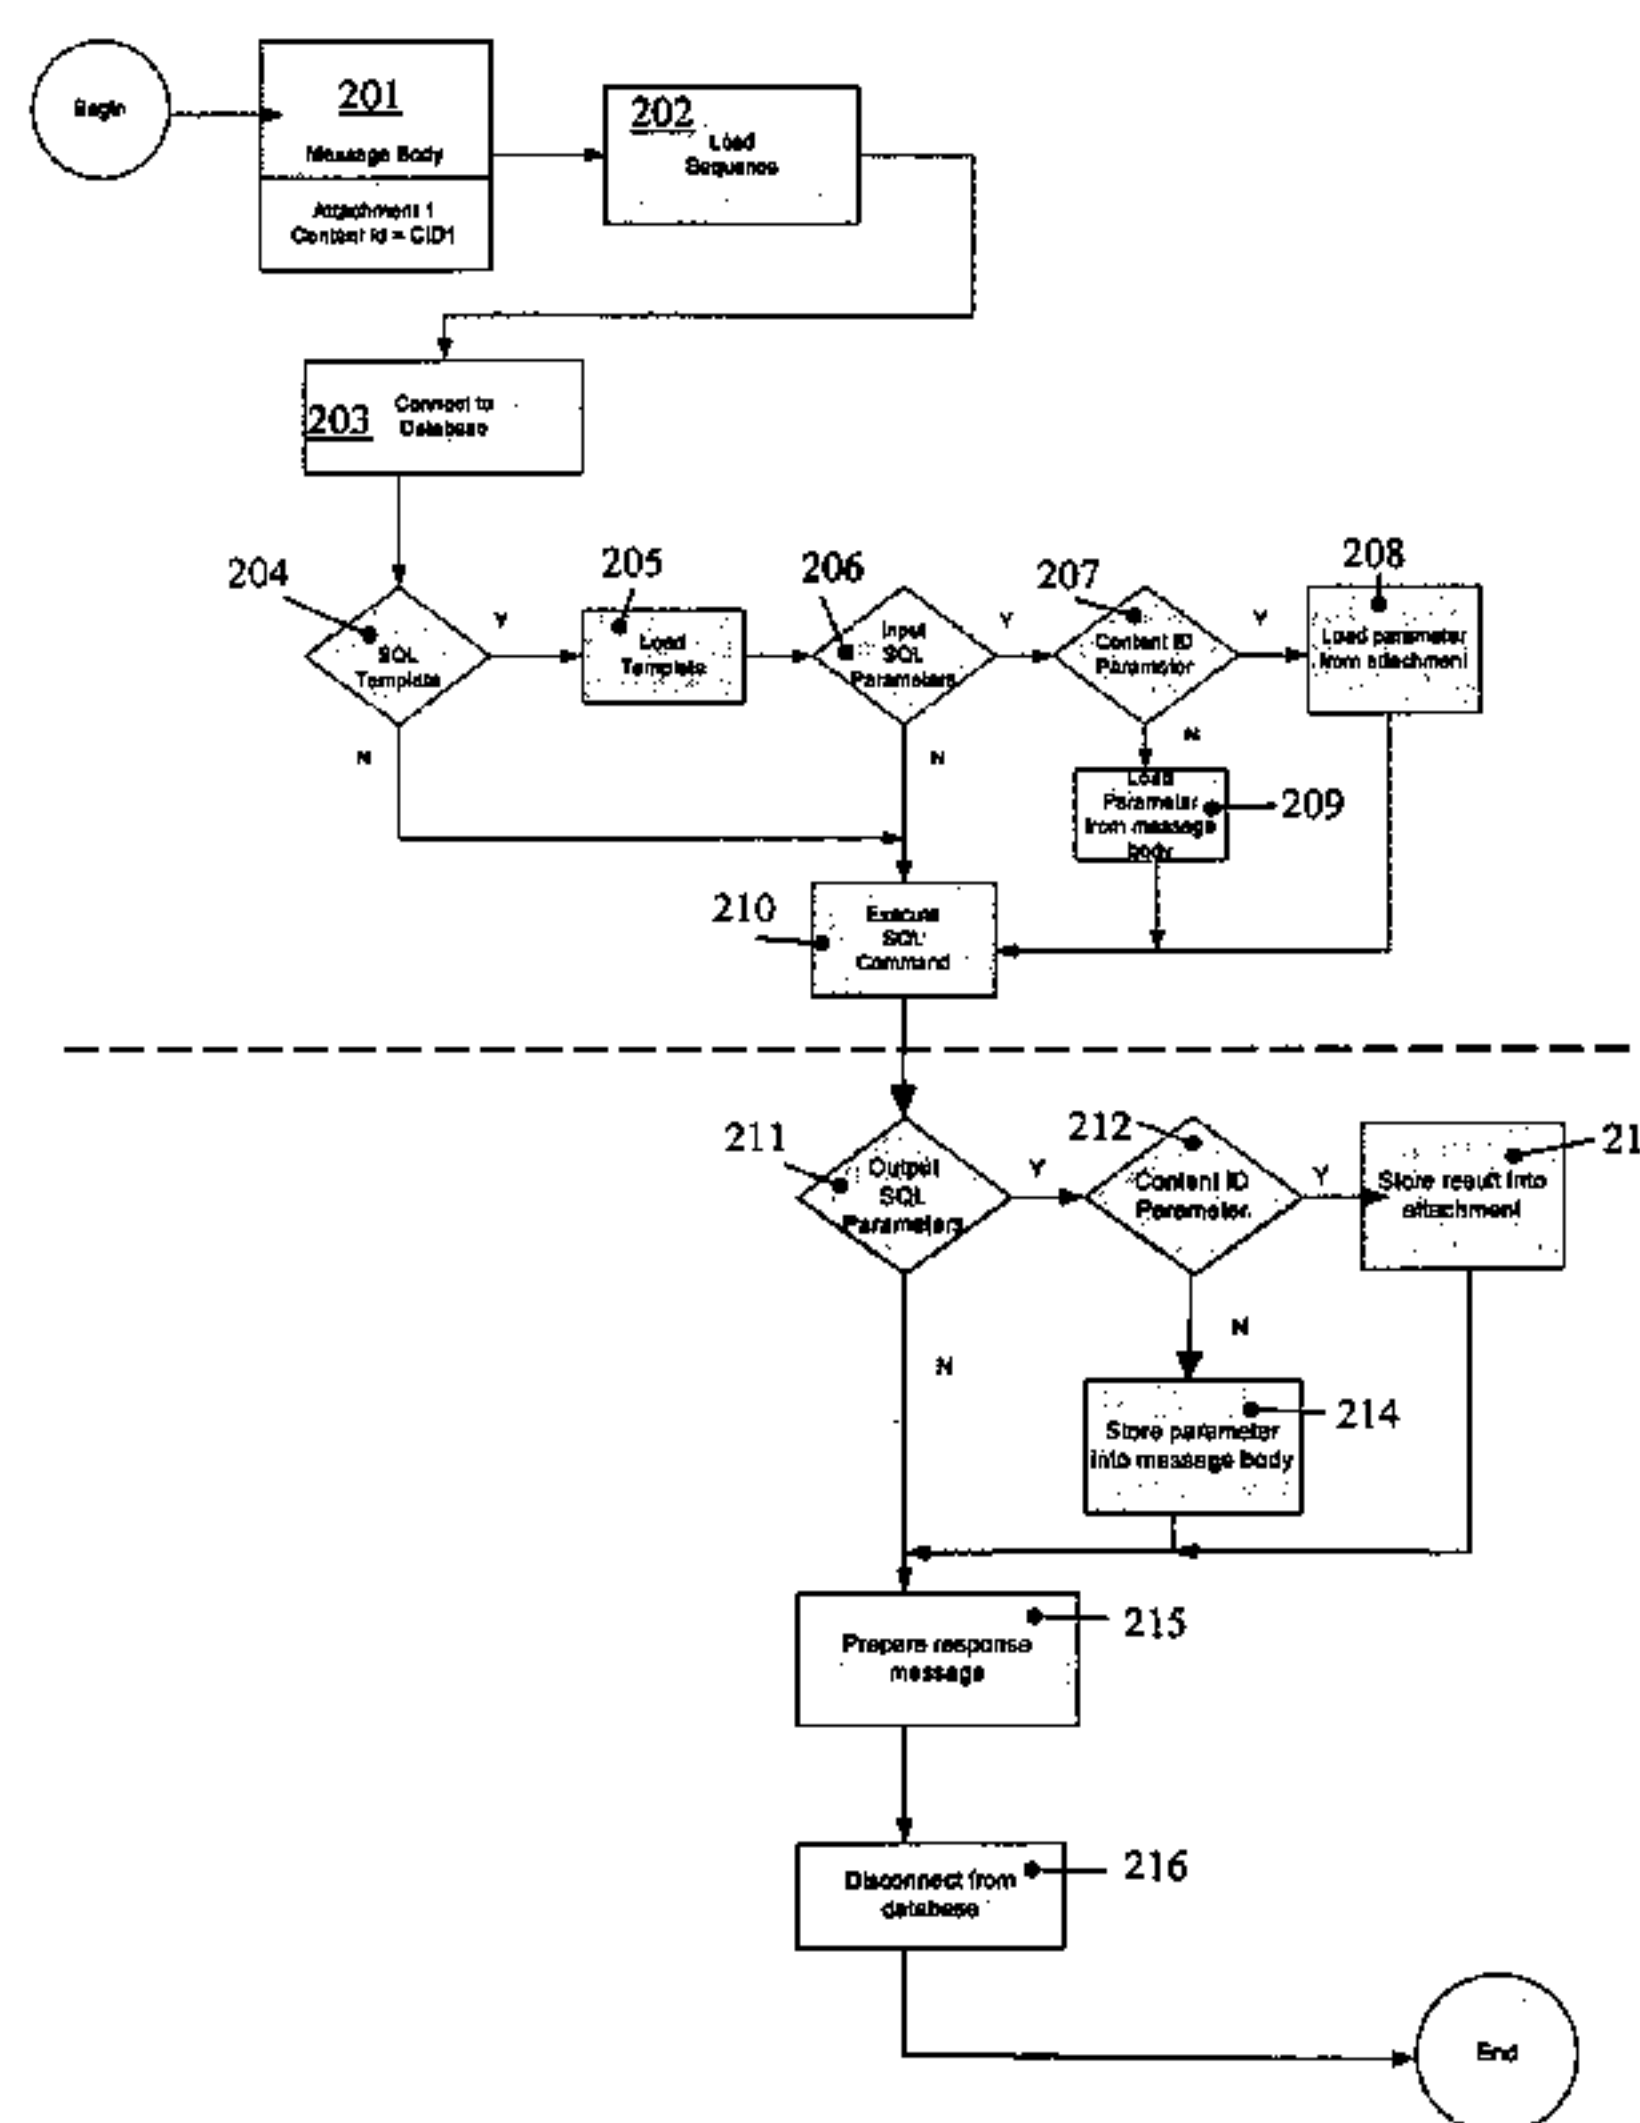 Begin
201
Message Body
Attachment 1
Content Id = CID1
202
Load
Sequence
203
Connect to
Database
204
SQL
Template
Y
N
205
Load
Template
206
Input
SQL
Parameters
Y
N
207
Content ID
Parameter
Y
N
208
Load parameter
from attachment
Load
Parameter
from message
body
209
210
Execute
SQL
Command
211
Output
SQL
Parameters
Y
N
212
Content ID
Parameter
Y
N
21
Store result into
attachment
214
Store parameter
into message body
215
Prepare response
message
216
Disconnect from
database
End